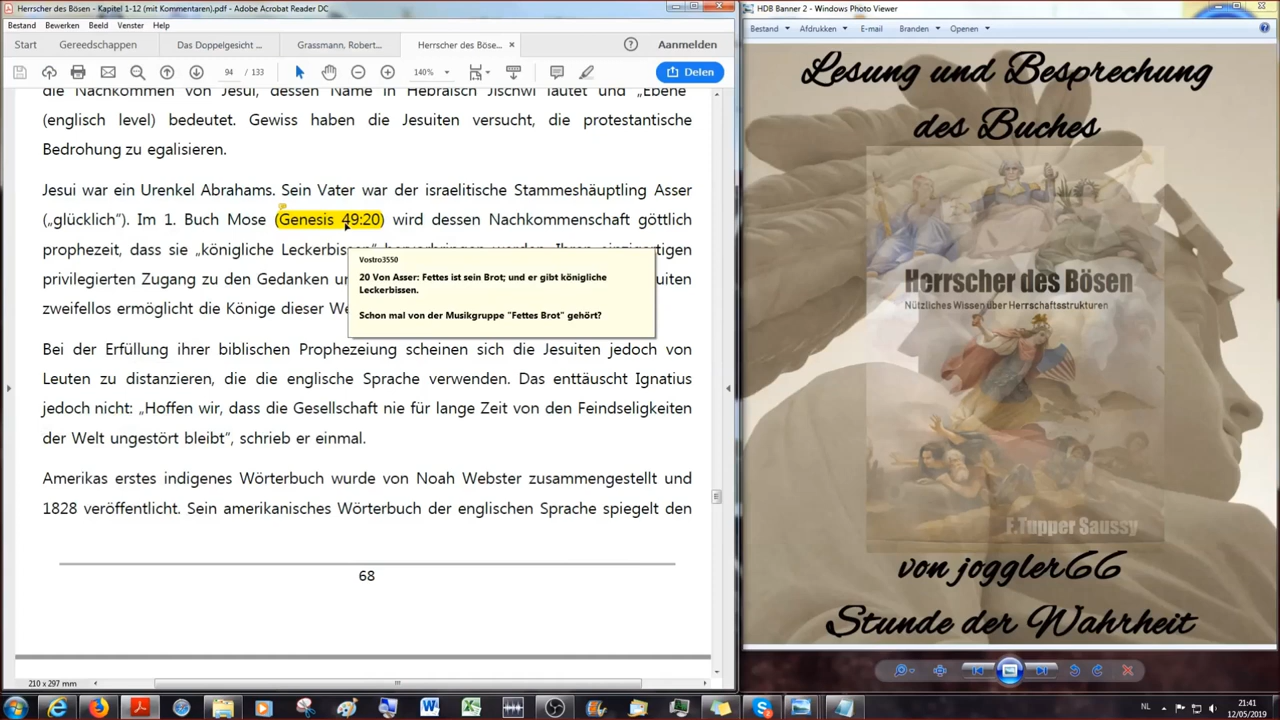 Herrscher des Bösen - Kapitel 1-12 (mit Kommentaren).pdf - Adobe Acrobat Reader DC
Bestand Bewerken Beeld Venster Help
Start Gereedschappen Das Doppelgesicht ... Grassmann, Robert... Herrscher des Böse... × Anmelden
94 / 133 140% Delen
die Nachkommen von Jesui, dessen Name in Hebräisch Jischwi lautet und „Ebene
(englisch level) bedeutet. Gewiss haben die Jesuiten versucht, die protestantische
Bedrohung zu egalisieren.
Jesui war ein Urenkel Abrahams. Sein Vater war der israelitische Stammeshäuptling Asser
(„glücklich“). Im 1. Buch Mose (Genesis 49:20) wird dessen Nachkommenschaft göttlich
prophezeit, dass sie „königliche Leckerbissen“ hervorbringen werden. Ihren einzigartigen
privilegierten Zugang zu den Gedanken
zweifellos ermöglicht die Könige dieser
Vostro3550
20 Von Asser: Fettes ist sein Brot; und er gibt königliche
Leckerbissen.
Schon mal von der Musikgruppe "Fettes Brot" gehört?
Bei der Erfüllung ihrer biblischen Prophezeiung scheinen sich die Jesuiten jedoch von
Leuten zu distanzieren, die die englische Sprache verwenden. Das enttäuscht Ignatius
jedoch nicht: „Hoffen wir, dass die Gesellschaft nie für lange Zeit von den Feindseligkeiten
der Welt ungestört bleibt“, schrieb er einmal.
Amerikas erstes indigenes Wörterbuch wurde von Noah Webster zusammengestellt und
1828 veröffentlicht. Sein amerikanisches Wörterbuch der englischen Sprache spiegelt den
68
210 x 297 mm
HDB Banner 2 - Windows Photo Viewer
Bestand Afdrukken E-mail Branden Openen
Lesung und Besprechung
des Buches
Herrscher des Bösen
Nützliches Wissen über Herrschaftsstrukturen
F.Tupper Saussy
von joggler66
Stunde der Wahrheit
NL 21:41
12/05/2019